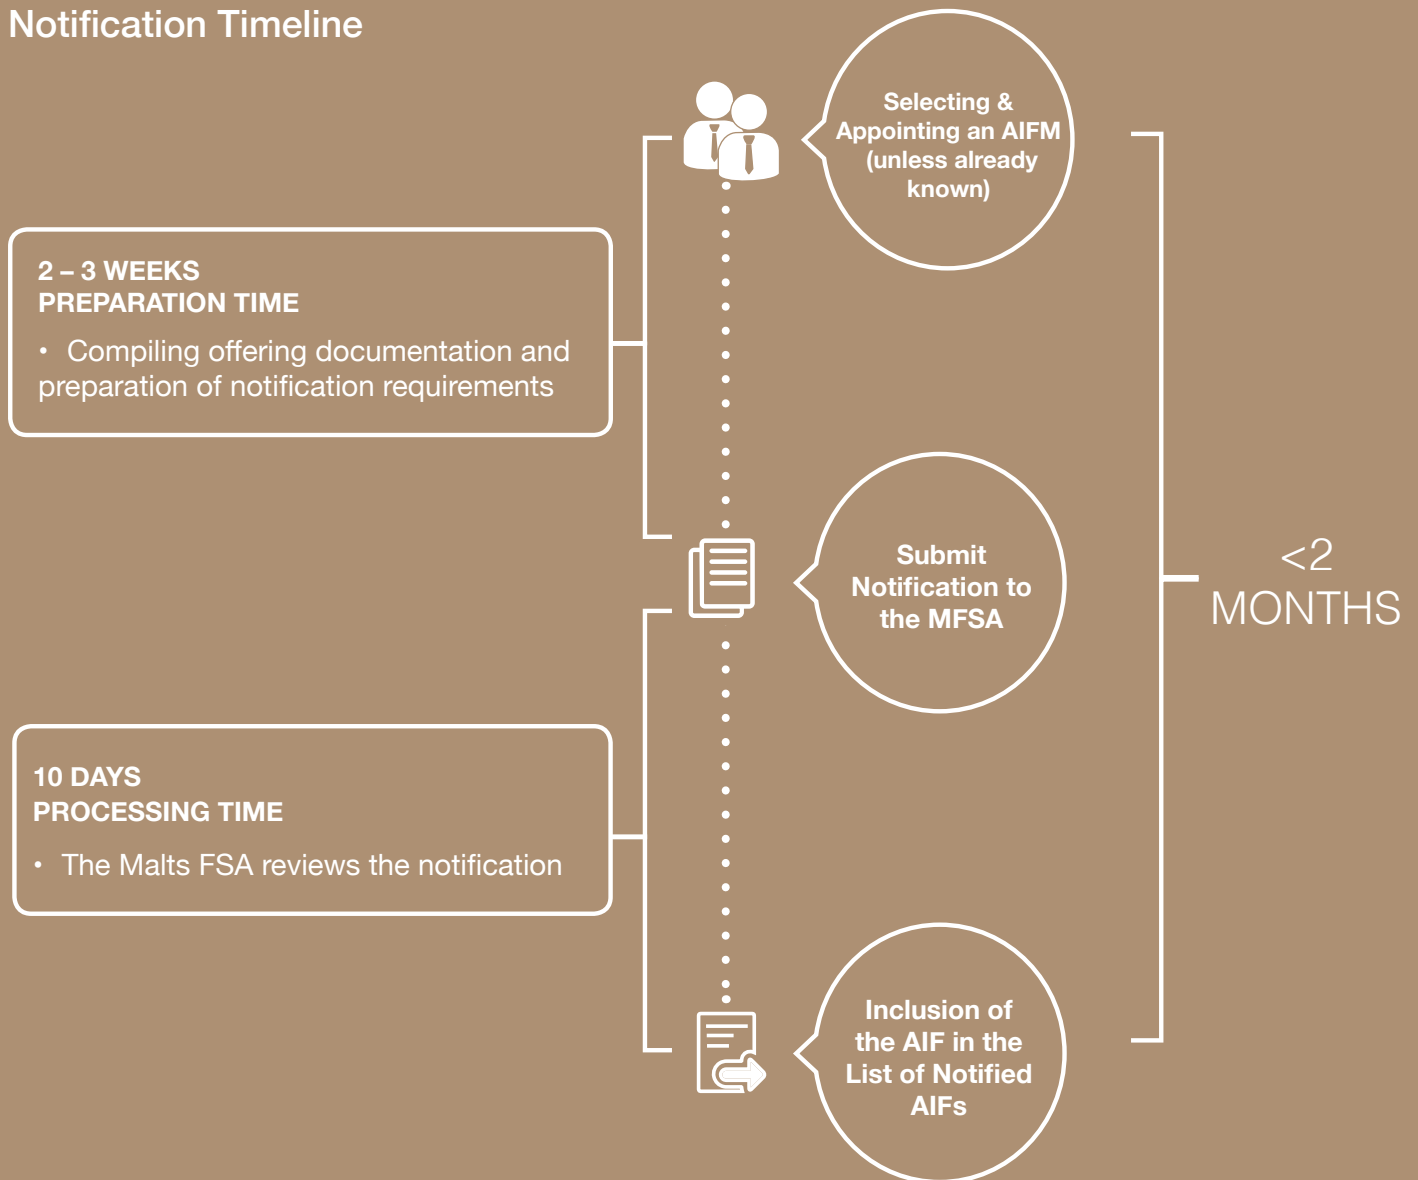 Notification Timeline
Selecting &
Appointing an AIFM
(unless already
known)
2 – 3 WEEKS
PREPARATION TIME
• Compiling offering documentation and
preparation of notification requirements
Submit
Notification to
the MFSA
<2
MONTHS
10 DAYS
PROCESSING TIME
• The Malts FSA reviews the notification
Inclusion of
the AIF in the
List of Notified
AIFs